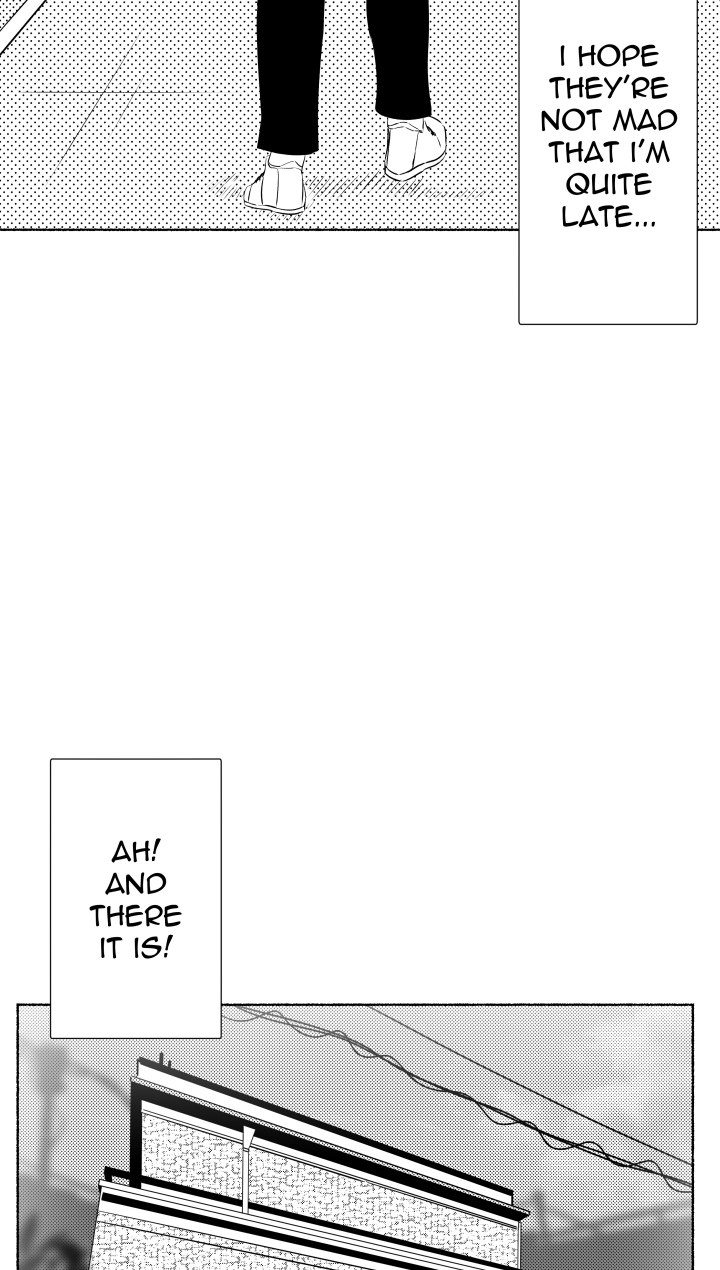 I HOPE
THEY'RE
NOT MAD
THAT I'M
QUITE
LATE...
AH!
AND
THERE
IT IS!